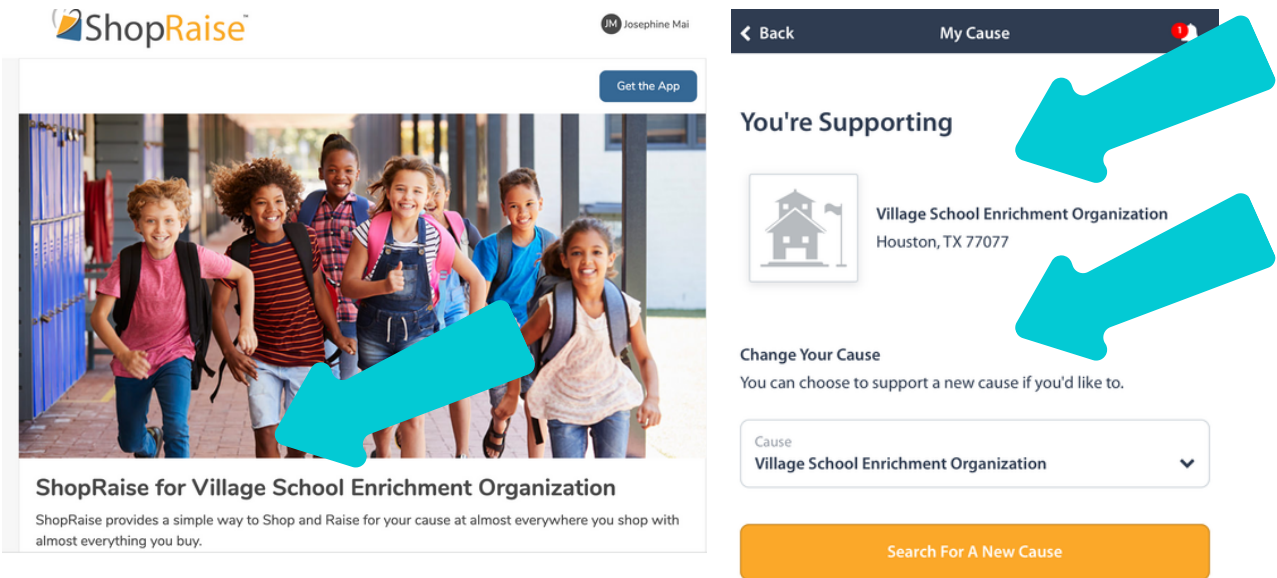 ShopRaise™
JM Josephine Mai
Get the App
ShopRaise for Village School Enrichment Organization
ShopRaise provides a simple way to Shop and Raise for your cause at almost everywhere you shop with
almost everything you buy.
Back My Cause 1
You're Supporting
Village School Enrichment Organization
Houston, TX 77077
Change Your Cause
You can choose to support a new cause if you'd like to.
Cause
Village School Enrichment Organization
Search For A New Cause